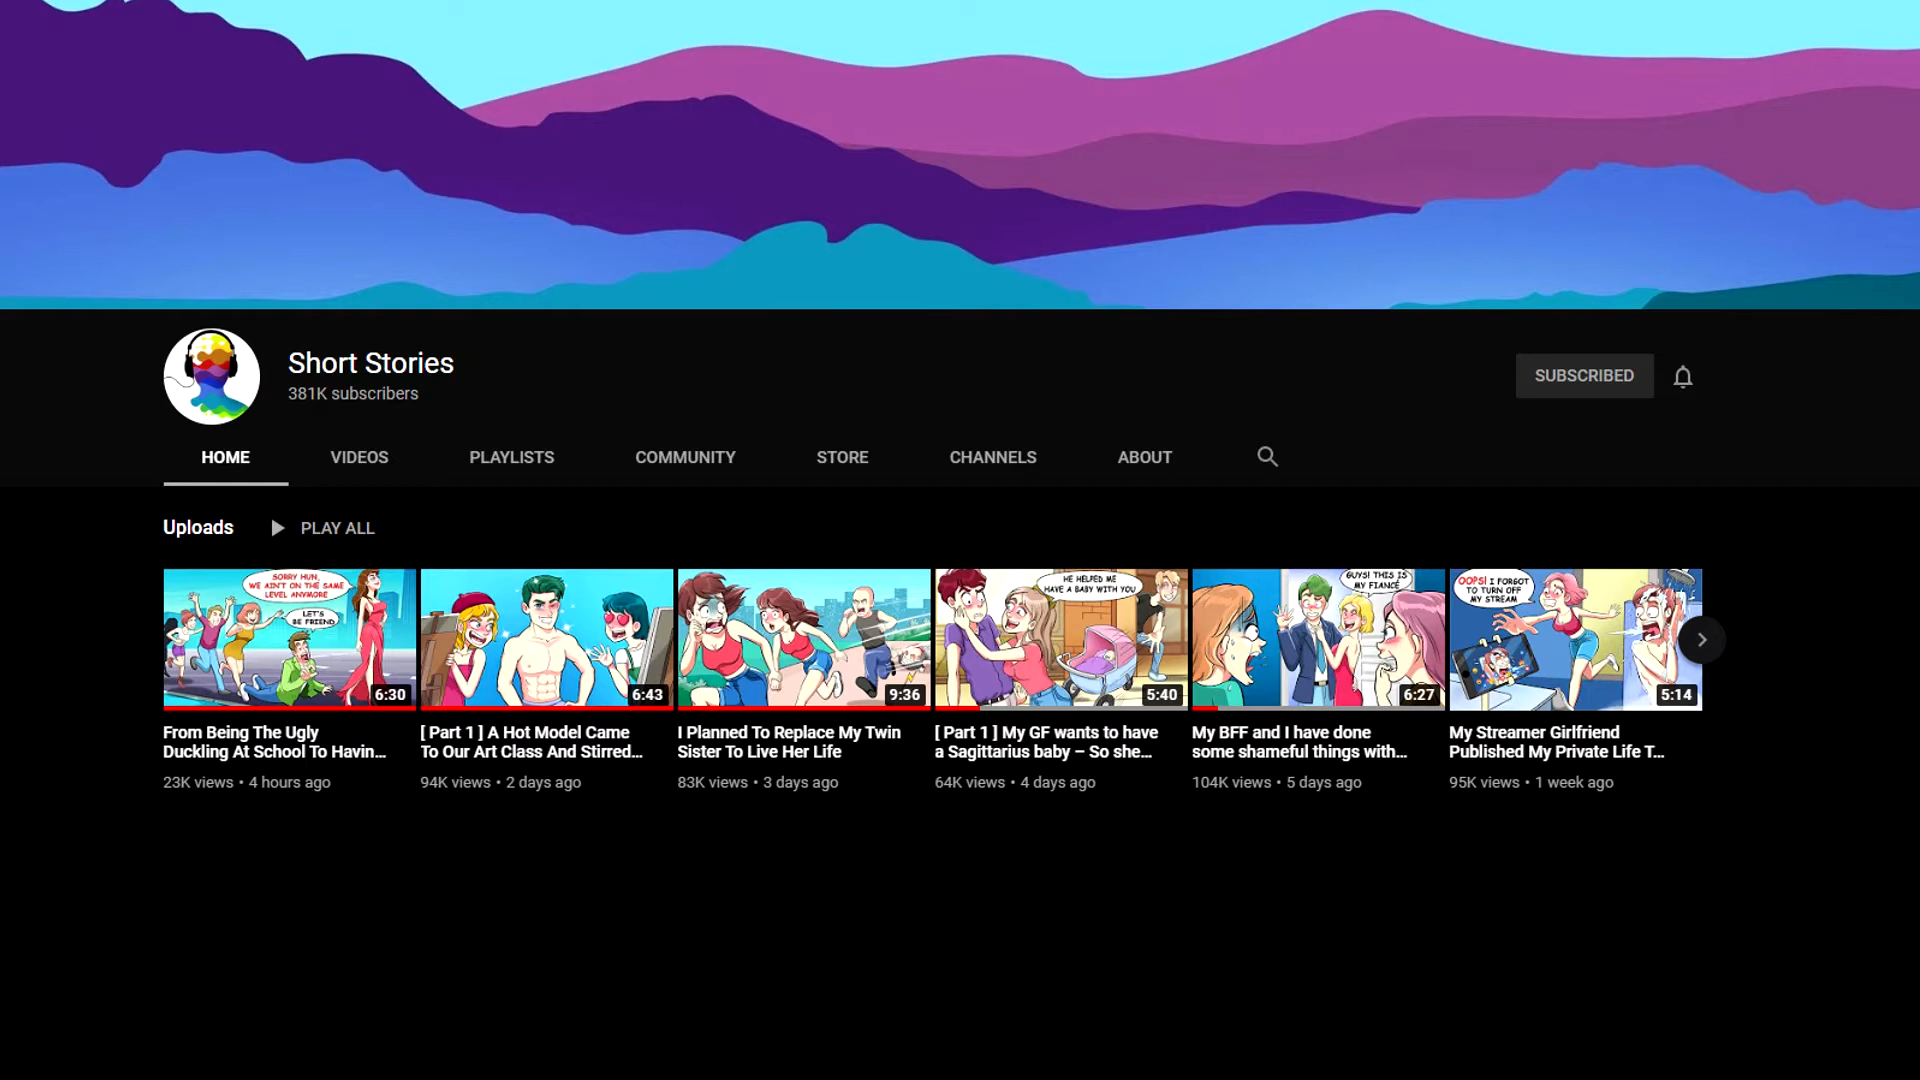 Short Stories
381K subscribers
SUBSCRIBED
HOME
VIDEOS
PLAYLISTS
COMMUNITY
STORE
CHANNELS
ABOUT
Uploads
PLAY ALL
SORRY HUN,
WE AIN'T ON THE SAME
LEVEL ANYMORE
LET'S
BE FRIEND
6:30
From Being The Ugly
Duckling At School To Havin...
23K views • 4 hours ago
6:43
[ Part 1 ] A Hot Model Came
To Our Art Class And Stirred...
94K views • 2 days ago
9:36
I Planned To Replace My Twin
Sister To Live Her Life
83K views • 3 days ago
HE HELPED ME
HAVE A BABY WITH YOU
5:40
[ Part 1 ] My GF wants to have
a Sagittarius baby – So she...
64K views • 4 days ago
GUYS! THIS IS
MY FIANCÉ
6:27
My BFF and I have done
some shameful things with...
104K views • 5 days ago
OOPS! I FORGOT
TO TURN OFF
MY STREAM
5:14
My Streamer Girlfriend
Published My Private Life T...
95K views • 1 week ago